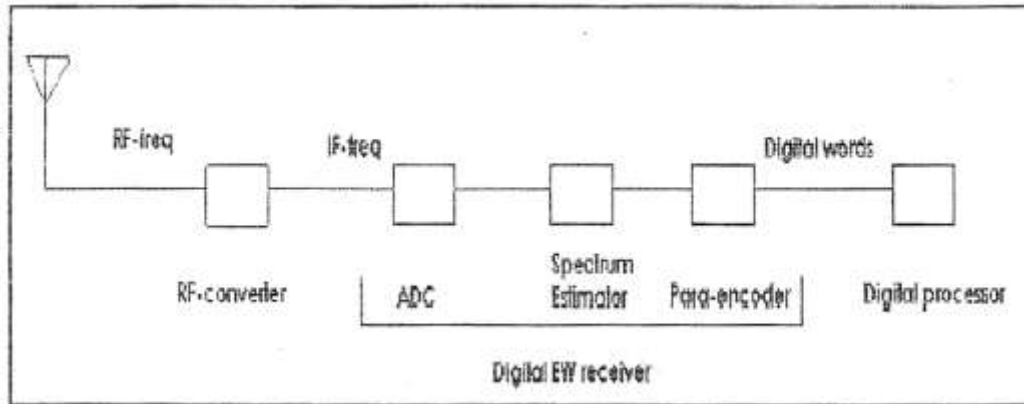 RF-freq
IF-freq
Digital words
RF-converter
ADC
Spectrum
Estimator
Para-encoder
Digital processor
Digital EW receiver